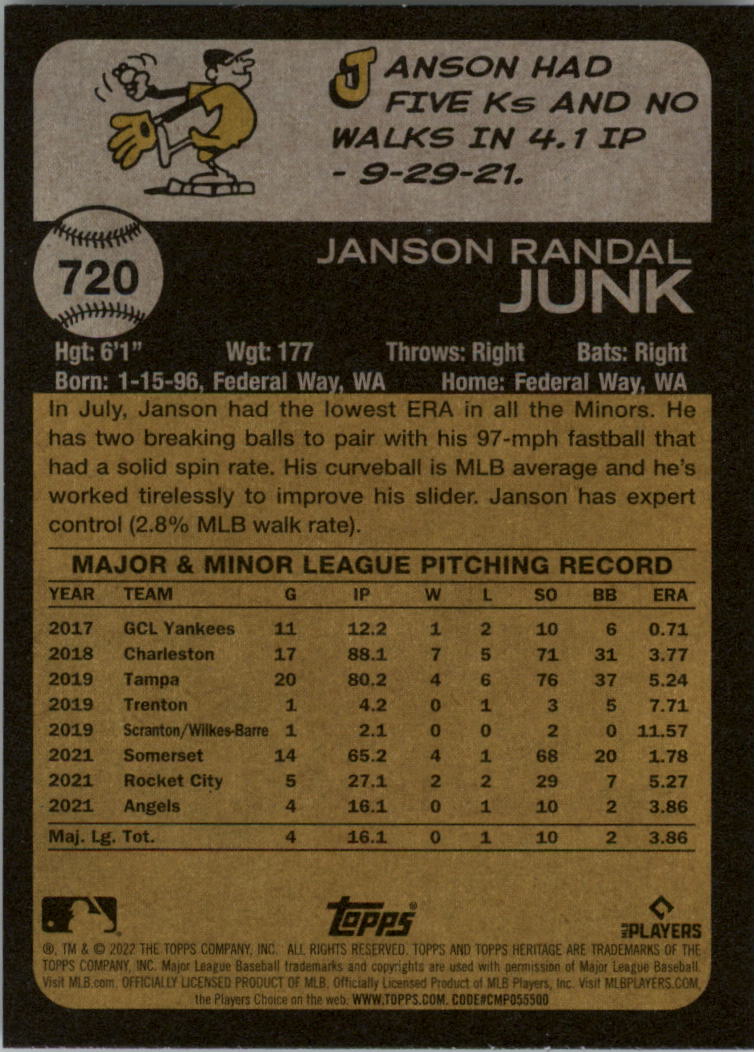 JANSON HAD
FIVE Ks AND NO
WALKS IN 4.1 IP
- 9-29-21.
720
JANSON RANDAL
JUNK
Hgt: 6'1" Wgt: 177 Throws: Right Bats: Right
Born: 1-15-96, Federal Way, WA Home: Federal Way, WA
In July, Janson had the lowest ERA in all the Minors. He
has two breaking balls to pair with his 97-mph fastball that
had a solid spin rate. His curveball is MLB average and he's
worked tirelessly to improve his slider. Janson has expert
control (2.8% MLB walk rate).
MAJOR & MINOR LEAGUE PITCHING RECORD
YEAR TEAM G IP W L SO BB ERA
2017 GCL Yankees 11 12.2 1 2 10 6 0.71
2018 Charleston 17 88.1 7 5 71 31 3.77
2019 Tampa 20 80.2 4 6 76 37 5.24
2019 Trenton 1 4.2 0 1 3 5 7.71
2019 Scranton/Wilkes-Barre 1 2.1 0 0 2 0 11.57
2021 Somerset 14 65.2 4 1 68 20 1.78
2021 Rocket City 5 27.1 2 2 29 7 5.27
2021 Angels 4 16.1 0 1 10 2 3.86
Maj. Lg. Tot. 4 16.1 0 1 10 2 3.86
Topps® MLB PLAYERS
®, TM & © 2022 THE TOPPS COMPANY, INC. ALL RIGHTS RESERVED. TOPPS AND TOPPS HERITAGE ARE TRADEMARKS OF THE
TOPPS COMPANY, INC. Major League Baseball trademarks and copyrights are used with permission of Major League Baseball.
Visit MLB.com. OFFICIALLY LICENSED PRODUCT OF MLB. Officially Licensed Product of MLB Players, Inc. Visit MLBPLAYERS.COM,
the Players Choice on the web. WWW.TOPPS.COM. CODE#CMP055500